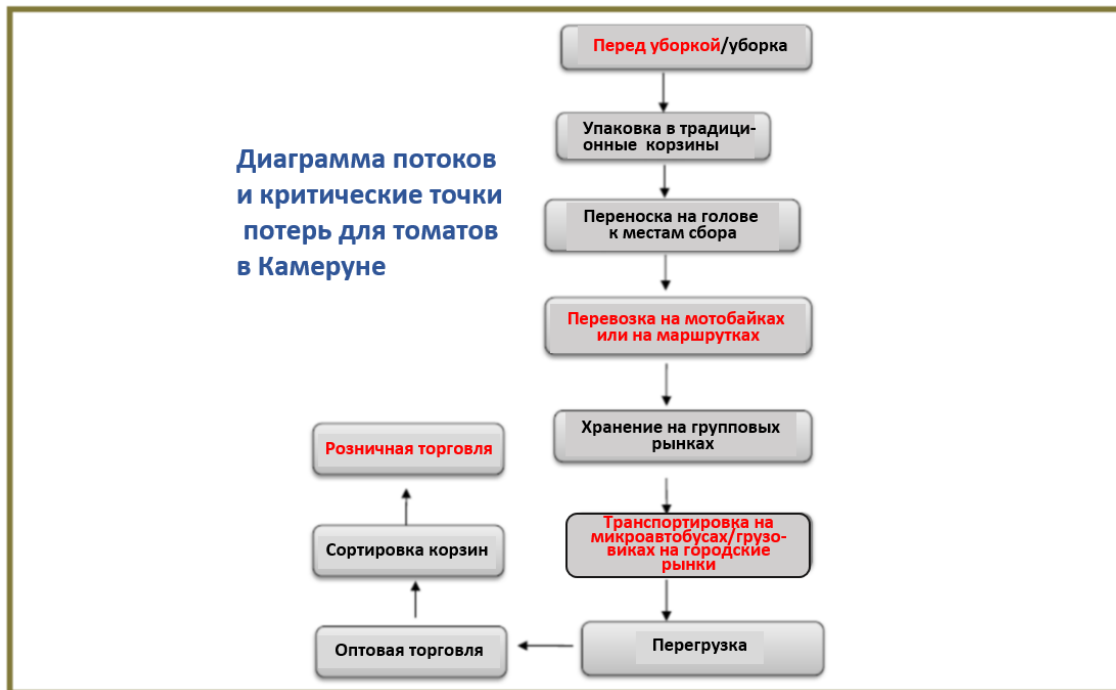 Перед уборкой/уборка
Упаковка в традици-
онные корзины
Диаграмма потоков
и критические точки
потерь для томатов
в Камеруне
Переноска на голове
к местам сбора
Перевозка на мотобайках
или на маршрутках
Хранение на групповых
рынках
Транспортировка на
микроавтобусах/грузо-
виках на городские
рынки
Перегрузка
Оптовая торговля
Сортировка корзин
Розничная торговля